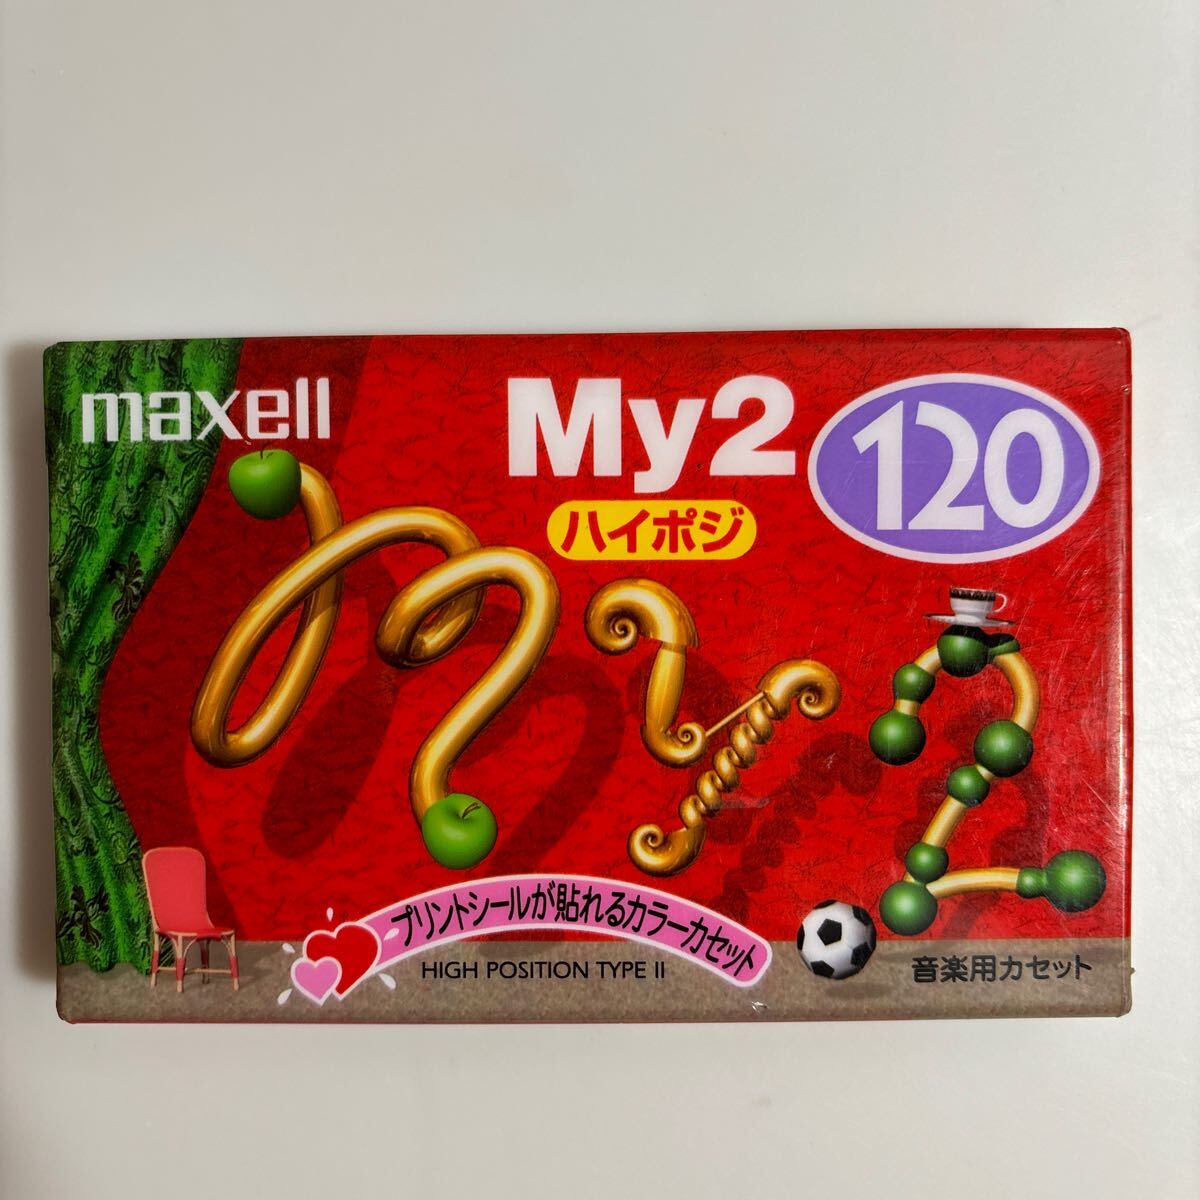 maxell
My2
120
ハイポジ
プリントシールが貼れるカラーカセット
HIGH POSITION TYPE II
音楽用カセット